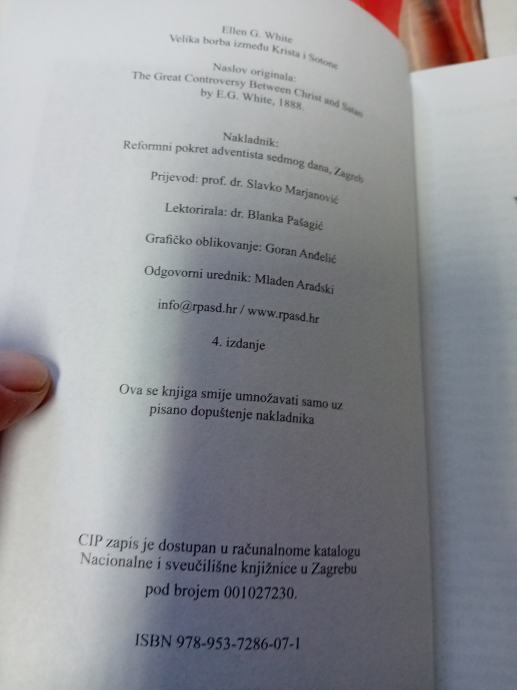 Ellen G. White
Velika borba između Krista i Sotone
Naslov originala:
The Great Controversy Between Christ and Satan
by E.G. White, 1888.
Nakladnik:
Reformni pokret adventista sedmog dana, Zagreb
Prijevod: prof. dr. Slavko Marjanović
Lektorirala: dr. Blanka Pašagić
Grafičko oblikovanje: Goran Anđelić
Odgovorni urednik: Mladen Aradski
info@rpasd.hr / www.rpasd.hr
4. izdanje
Ova se knjiga smije umnožavati samo uz
pisano dopuštenje nakladnika
CIP zapis je dostupan u računalnome katalogu
Nacionalne i sveučilišne knjižnice u Zagrebu
pod brojem 001027230.
ISBN 978-953-7286-07-1